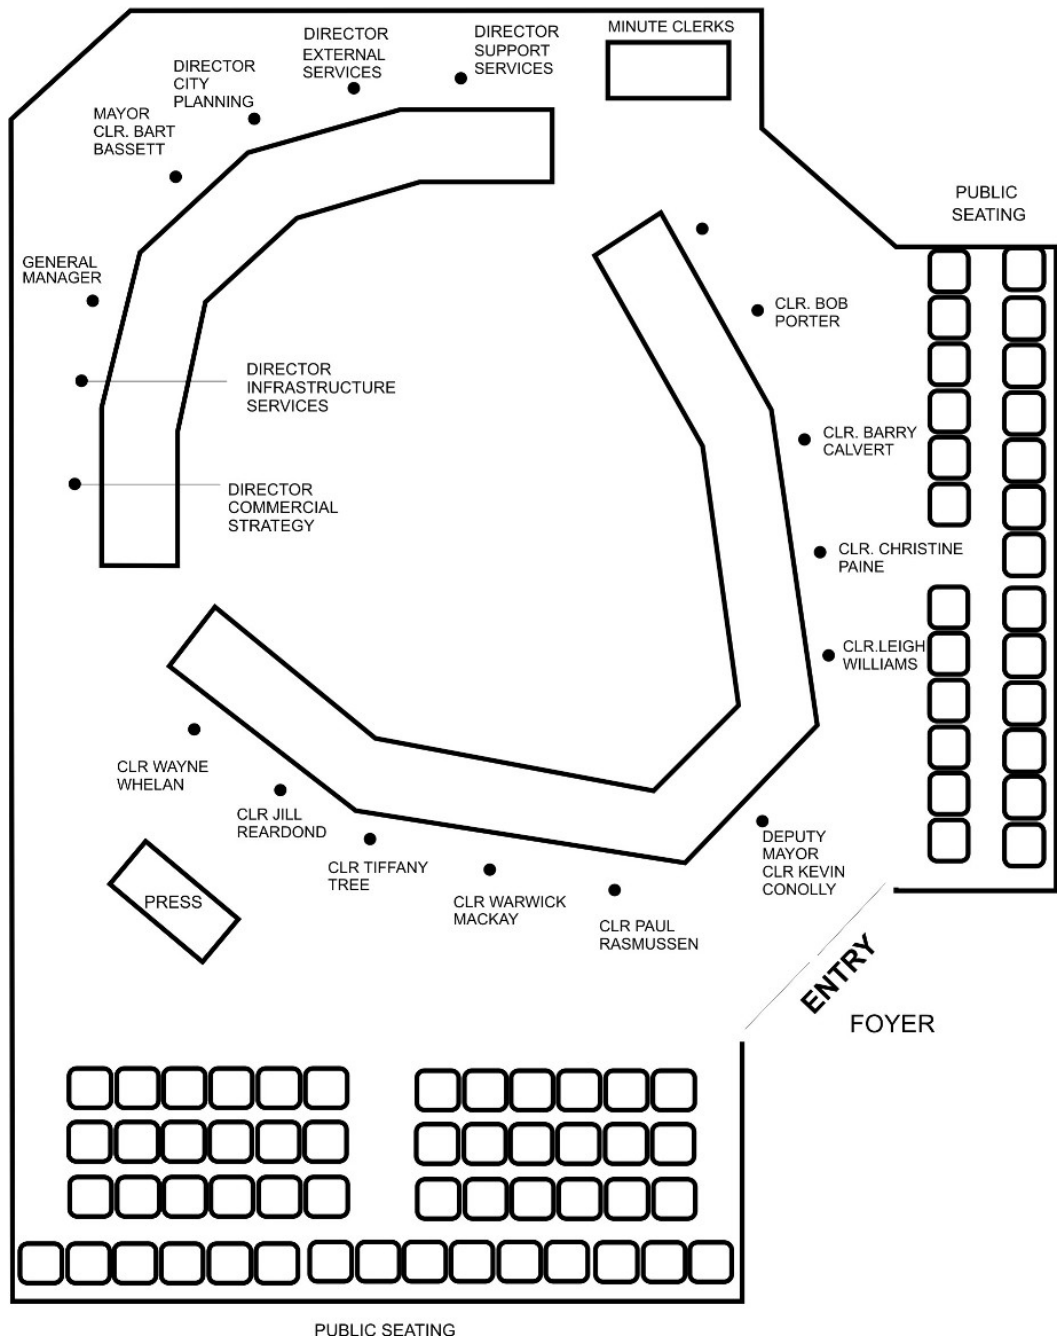 DIRECTOR
EXTERNAL
SERVICES
DIRECTOR
SUPPORT
SERVICES
MINUTE CLERKS
DIRECTOR
CITY
PLANNING
MAYOR
CLR. BART
BASSETT
PUBLIC
SEATING
GENERAL
MANAGER
CLR. BOB
PORTER
DIRECTOR
INFRASTRUCTURE
SERVICES
CLR. BARRY
CALVERT
DIRECTOR
COMMERCIAL
STRATEGY
CLR. CHRISTINE
PAINE
CLR.LEIGH
WILLIAMS
CLR WAYNE
WHELAN
CLR JILL
REARDOND
CLR TIFFANY
TREE
CLR WARWICK
MACKAY
CLR PAUL
RASMUSSEN
DEPUTY
MAYOR
CLR KEVIN
CONOLLY
PRESS
ENTRY
FOYER
PUBLIC SEATING